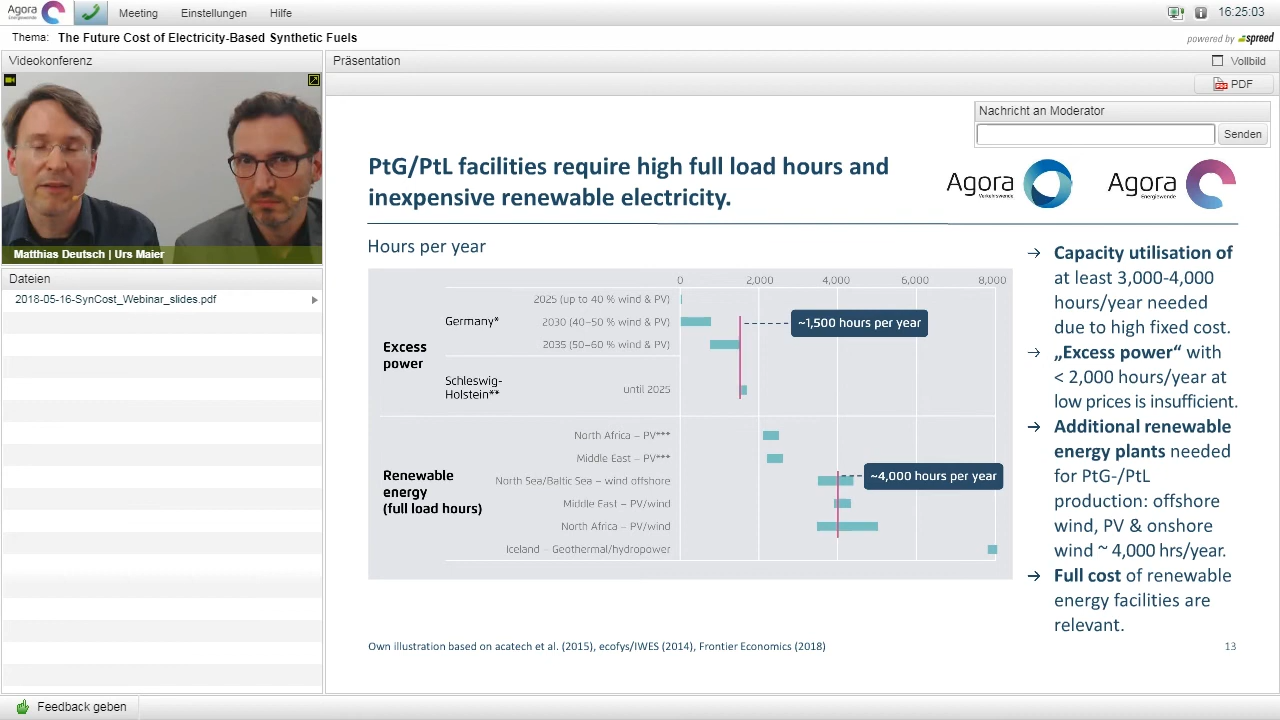 Agora
Energiewende
Meeting
Einstellungen
Hilfe
16:25:03
Thema: The Future Cost of Electricity-Based Synthetic Fuels
powered by spreed
Videokonferenz
Matthias Deutsch | Urs Maier
Dateien
2018-05-16-SynCost_Webinar_slides.pdf
Präsentation
Vollbild
PDF
Nachricht an Moderator
Senden
PtG/PtL facilities require high full load hours and
inexpensive renewable electricity.
Agora
Verkehrswende
Agora
Energiewende
Hours per year
0 2,000 4,000 6,000 8,000
Excess
power
Germany*
2025 (up to 40 % wind & PV)
2030 (40–50 % wind & PV)
2035 (50–60 % wind & PV)
~1,500 hours per year
Schleswig-
Holstein**
until 2025
Renewable
energy
(full load hours)
North Africa – PV***
Middle East – PV***
North Sea/Baltic Sea – wind offshore
Middle East – PV/wind
North Africa – PV/wind
Iceland – Geothermal/hydropower
~4,000 hours per year
→ Capacity utilisation of
at least 3,000-4,000
hours/year needed
due to high fixed cost.
→ „Excess power“ with
< 2,000 hours/year at
low prices is insufficient.
→ Additional renewable
energy plants needed
for PtG-/PtL
production: offshore
wind, PV & onshore
wind ~ 4,000 hrs/year.
→ Full cost of renewable
energy facilities are
relevant.
Own illustration based on acatech et al. (2015), ecofys/IWES (2014), Frontier Economics (2018)
13
Feedback geben